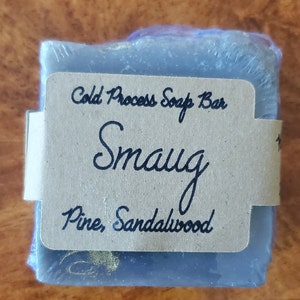 Cold Process Soap Bar
Smaug
Pine, Sandalwood